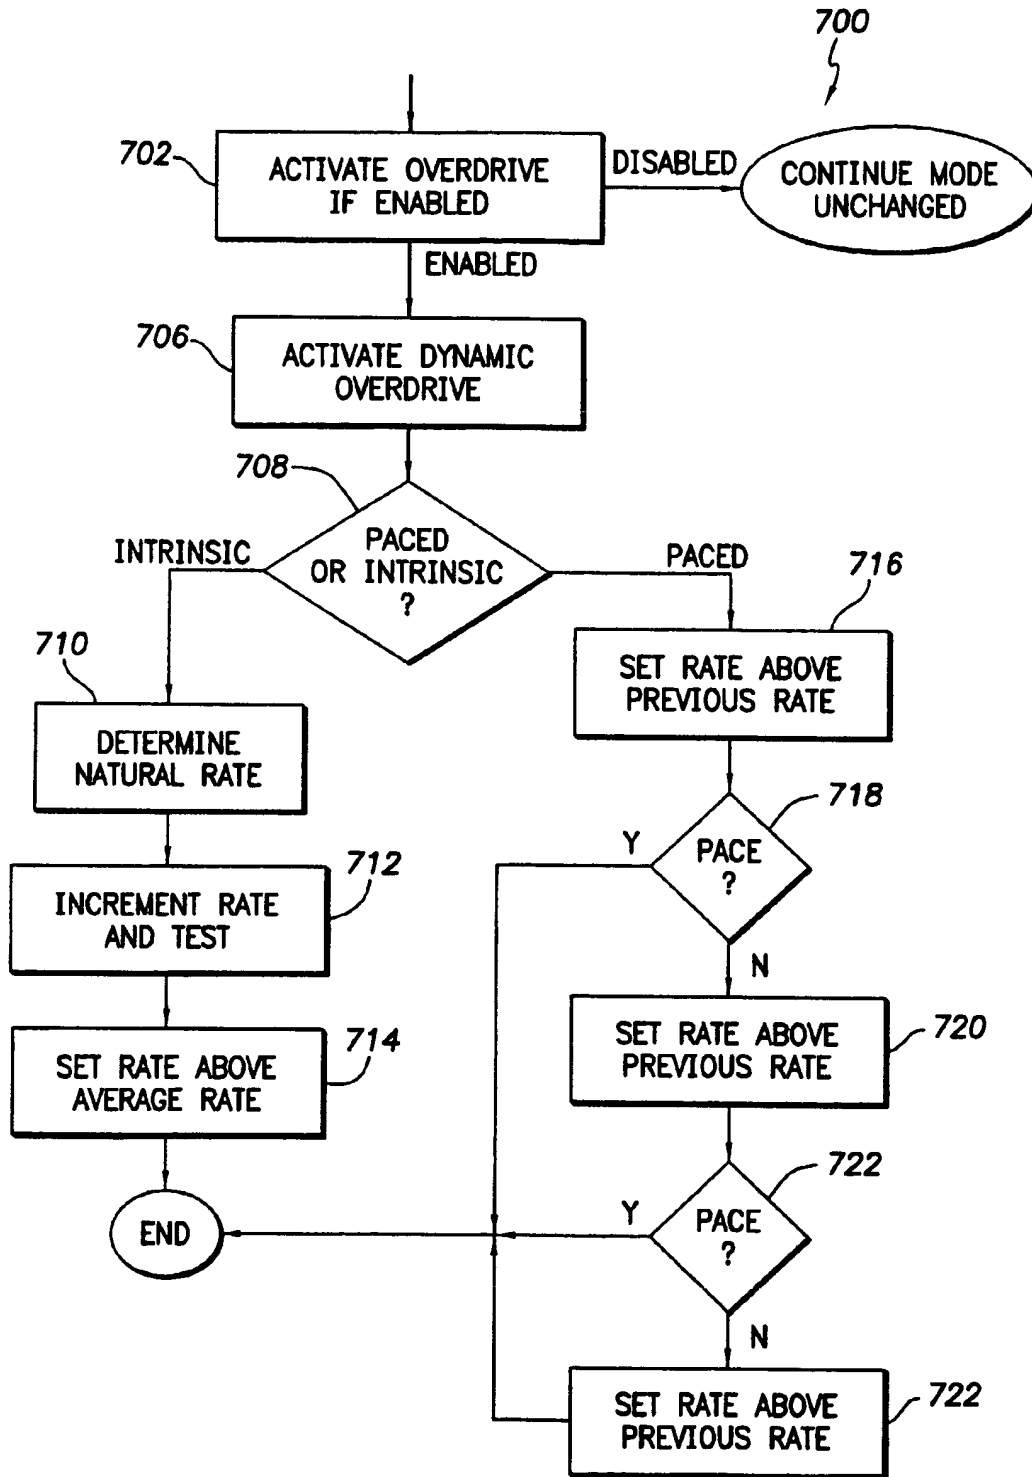 700
702
ACTIVATE OVERDRIVE
IF ENABLED
DISABLED
CONTINUE MODE
UNCHANGED
ENABLED
706
ACTIVATE DYNAMIC
OVERDRIVE
708
PACED
OR INTRINSIC
?
INTRINSIC
PACED
716
SET RATE ABOVE
PREVIOUS RATE
710
DETERMINE
NATURAL RATE
718
PACE
?
Y
N
712
INCREMENT RATE
AND TEST
720
SET RATE ABOVE
PREVIOUS RATE
714
SET RATE ABOVE
AVERAGE RATE
722
PACE
?
Y
N
END
SET RATE ABOVE
PREVIOUS RATE
722